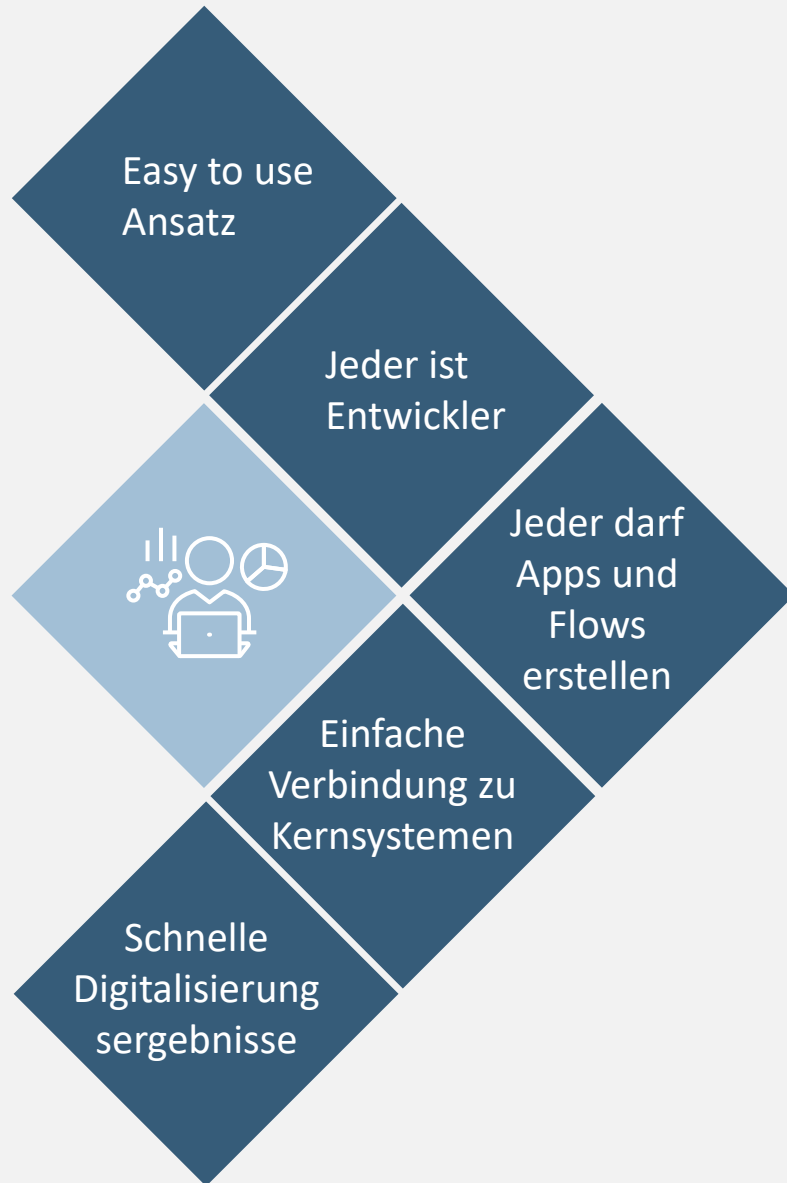 Easy to use
Ansatz
Jeder ist
Entwickler
Jeder darf
Apps und
Flows
erstellen
Einfache
Verbindung zu
Kernsystemen
Schnelle
Digitalisierung
sergebnisse